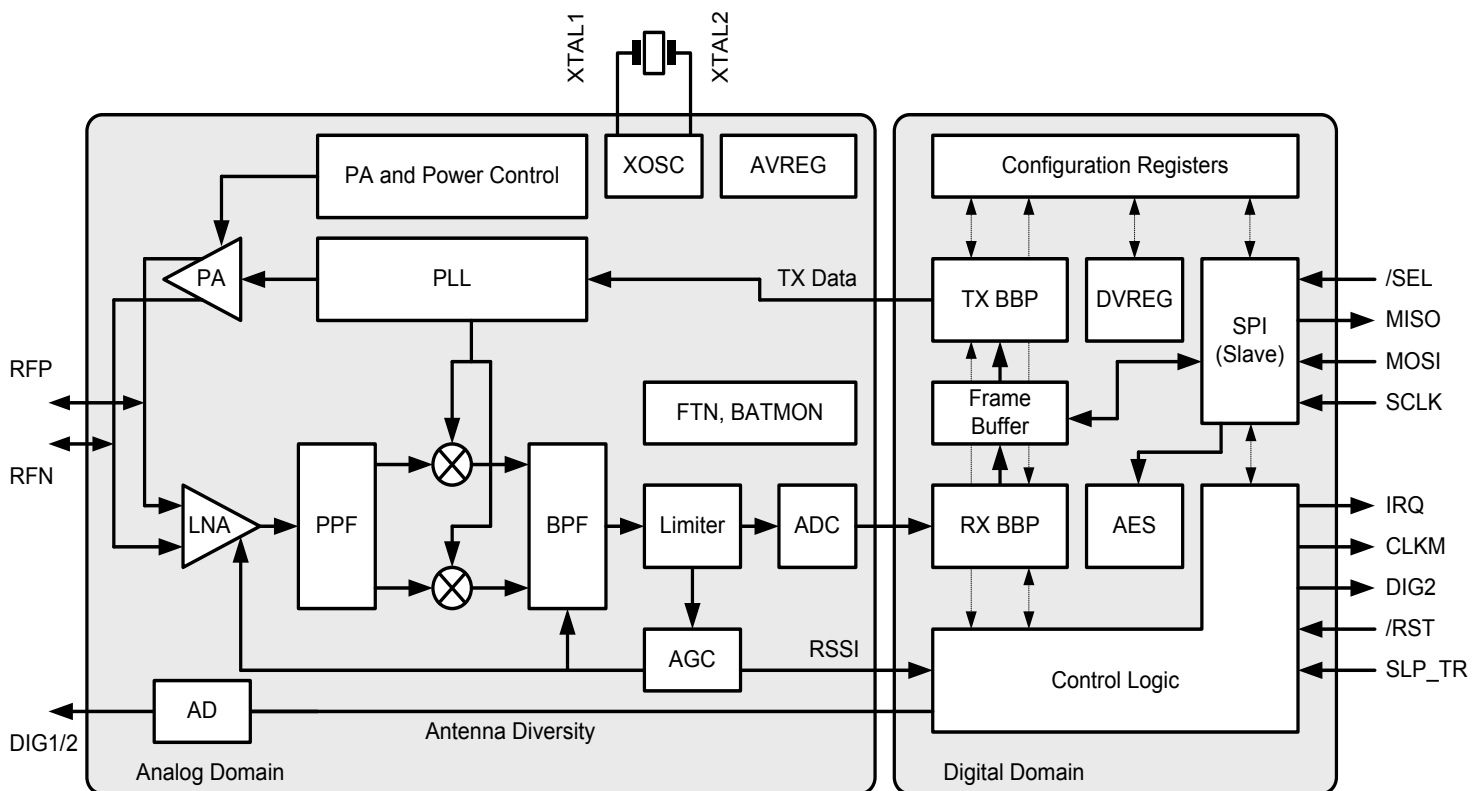 XTAL1
XTAL2
PA and Power Control
XOSC
AVREG
Configuration Registers
PA
PLL
TX Data
TX BBP
DVREG
SPI
(Slave)
/SEL
MISO
MOSI
SCLK
RFP
RFN
FTN, BATMON
Frame
Buffer
LNA
PPF
BPF
Limiter
ADC
RX BBP
AES
IRQ
CLKM
DIG2
/RST
SLP_TR
AGC
RSSI
Control Logic
AD
DIG1/2
Antenna Diversity
Analog Domain
Digital Domain